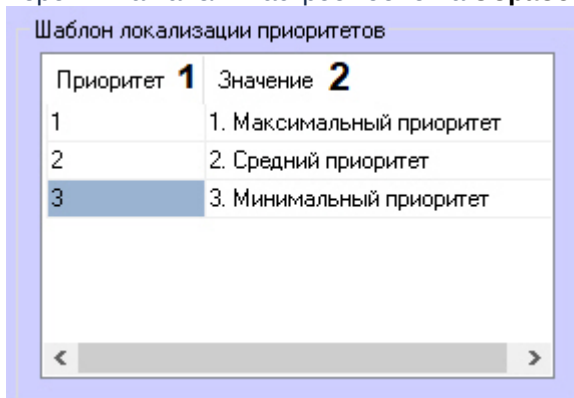 Шаблон локализации приоритетов
Приоритет 1 Значение 2
1 1. Максимальный приоритет
2 2. Средний приоритет
3 3. Минимальный приоритет